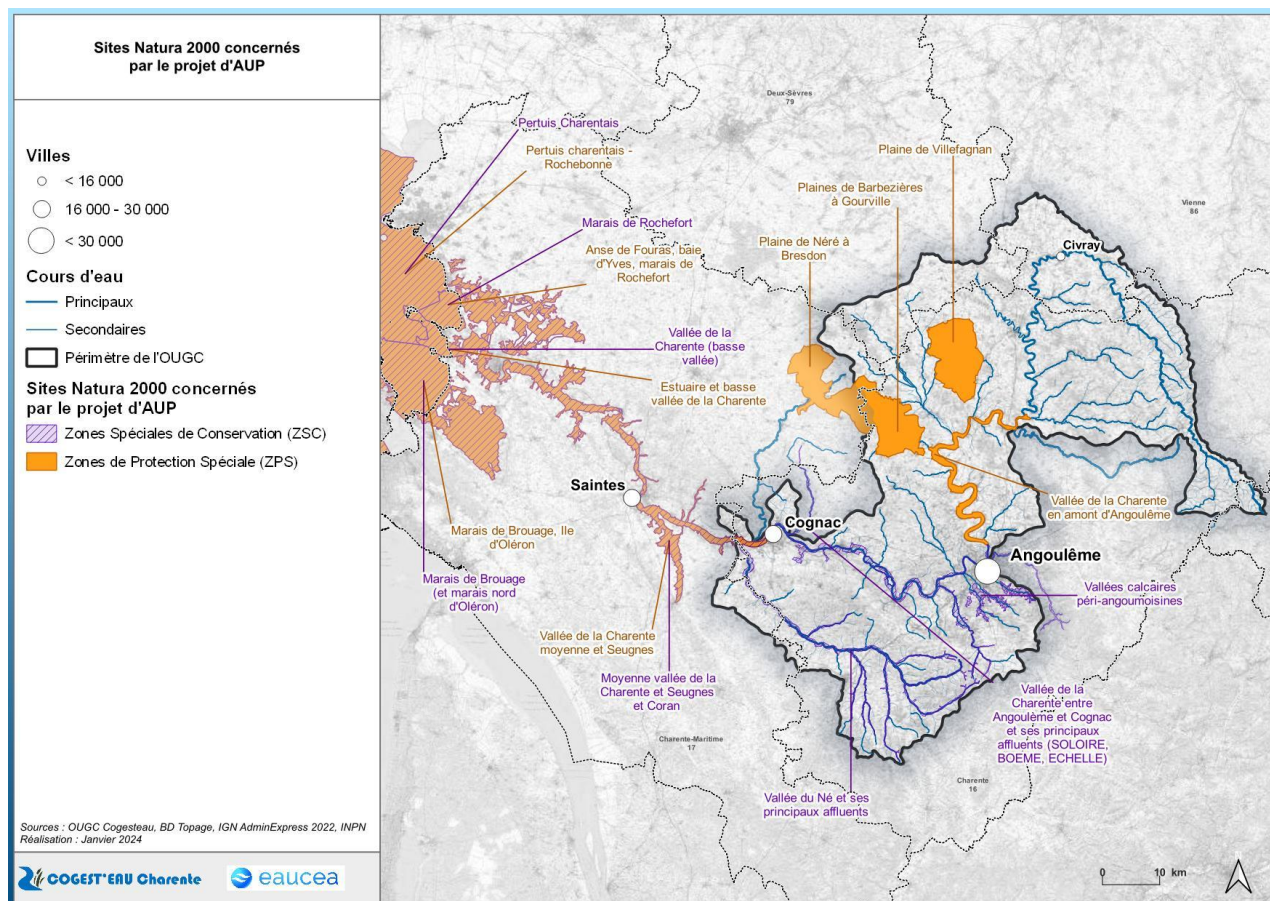 Sites Natura 2000 concernés
par le projet d'AUP
Villes
< 16 000
16 000 - 30 000
< 30 000
Cours d'eau
Principaux
Secondaires
Périmètre de l'OUGC
Sites Natura 2000 concernés
par le projet d'AUP
Zones Spéciales de Conservation (ZSC)
Zones de Protection Spéciale (ZPS)
Sources : OUGC Cogesteau, BD Topage, IGN AdminExpress 2022, INPN
Réalisation : Janvier 2024
COGEST'EAU Charente
eaucea
Deux-Sèvres
79
Pertuis Charentais
Pertuis charentais -
Rochebonne
Plaine de Villefagnan
Plaines de Barbezières
à Gourville
Vienne
86
Marais de Rochefort
Anse de Fouras, baie
d'Yves, marais de
Rochefort
Plaine de Néré à
Bresdon
Civray
Vallée de la
Charente (basse
vallée)
Estuaire et basse
vallée de la Charente
Saintes
Cognac
Vallée de la Charente
en amont d'Angoulême
Marais de Brouage, Ile
d'Oléron
Angoulême
Marais de Brouage
(et marais nord
d'Oléron)
Vallées calcaires
péri-angoumoisines
Vallée de la Charente
moyenne et Seugnes
Moyenne vallée de la
Charente et Seugnes
et Coran
Vallée de la
Charente entre
Angoulème et Cognac
et ses principaux
affluents (SOLOIRE,
BOEME, ECHELLE)
Charente-Maritime
17
Charente
16
Vallée du Né et ses
principaux affluents
0 10 km